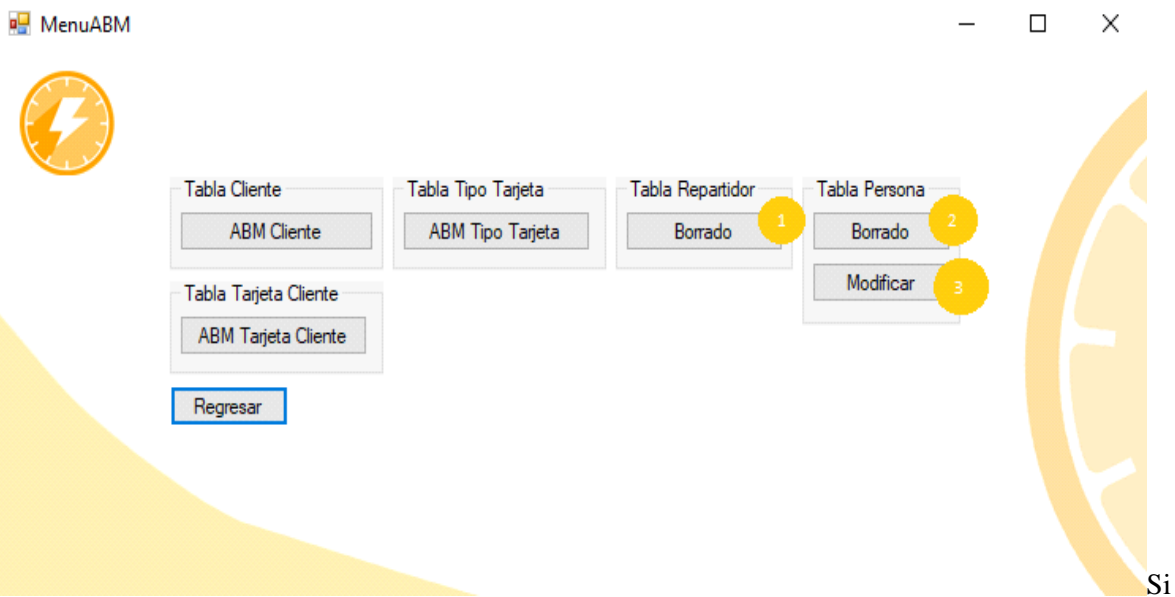 MenuABM
Tabla Cliente
ABM Cliente
Tabla Tipo Tarjeta
ABM Tipo Tarjeta
Tabla Repartidor
Borrado
1
Tabla Persona
Borrado
2
Modificar
3
Tabla Tarjeta Cliente
ABM Tarjeta Cliente
Regresar
Si